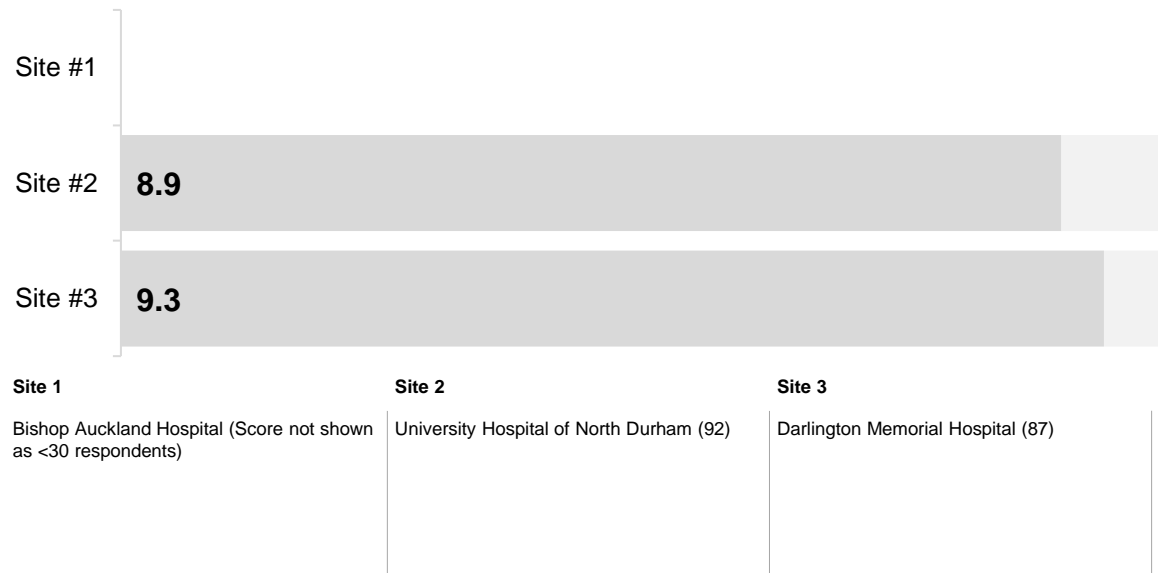 Site #1
Site #2
8.9
Site #3
9.3
Site 1
Site 2
Site 3
Bishop Auckland Hospital (Score not shown
as <30 respondents)
University Hospital of North Durham (92)
Darlington Memorial Hospital (87)